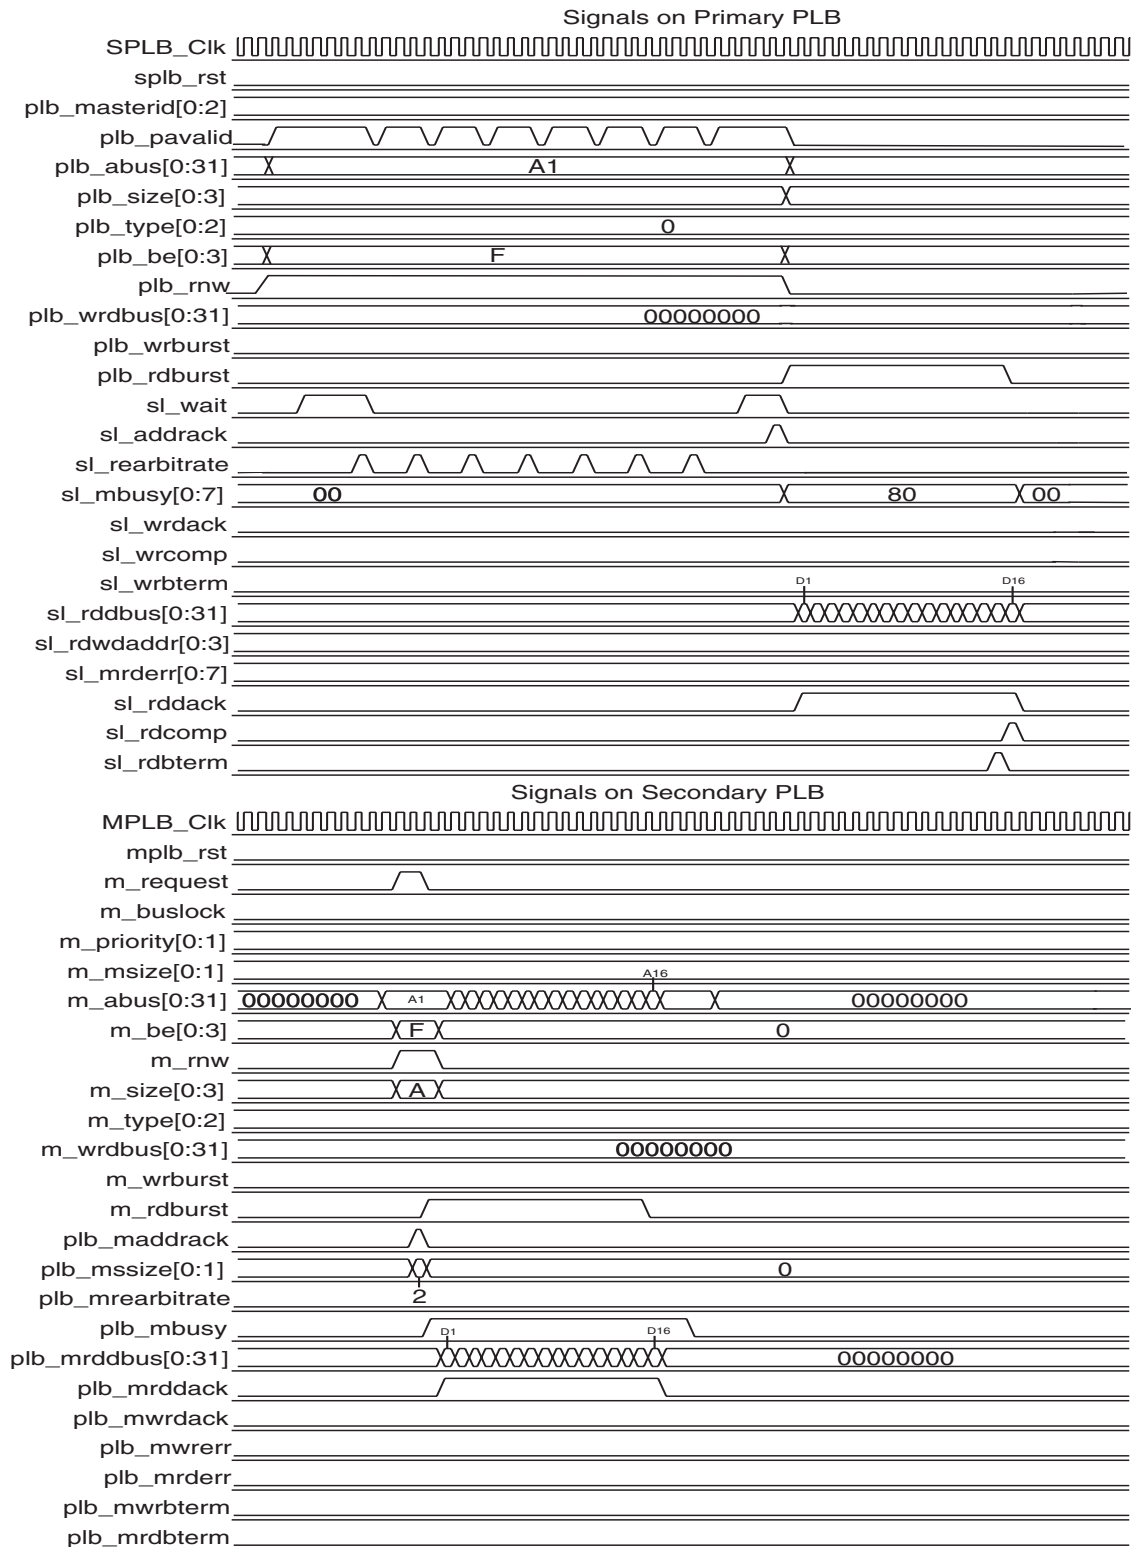 Signals on Primary PLB
SPLB_Clk
splb_rst
plb_masterid[0:2]
plb_pavalid
plb_abus[0:31] A1
plb_size[0:3]
plb_type[0:2] 0
plb_be[0:3] F
plb_rnw
plb_wrdbus[0:31] 00000000
plb_wrburst
plb_rdburst
sl_wait
sl_addrack
sl_rearbitrate
sl_mbusy[0:7] 00 80 00
sl_wrdack
sl_wrcomp
sl_wrbterm D1 D16
sl_rddbus[0:31]
sl_rdwdaddr[0:3]
sl_mrderr[0:7]
sl_rddack
sl_rdcomp
sl_rdbterm
Signals on Secondary PLB
MPLB_Clk
mplb_rst
m_request
m_buslock
m_priority[0:1]
m_msize[0:1] A16
m_abus[0:31] 00000000 A1 00000000
m_be[0:3] F 0
m_rnw
m_size[0:3] A
m_type[0:2]
m_wrdbus[0:31] 00000000
m_wrburst
m_rdburst
plb_maddrack
plb_mssize[0:1] 0
plb_mrearbitrate 2
plb_mbusy D1 D16
plb_mrddbus[0:31] 00000000
plb_mrddack
plb_mwrdack
plb_mwrerr
plb_mrderr
plb_mwrbterm
plb_mrdbterm